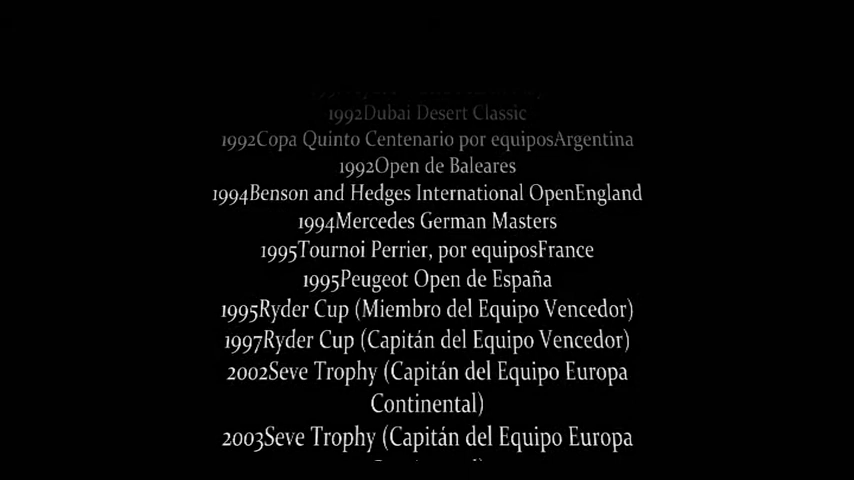 1992Dubai Desert Classic
1992Copa Quinto Centenario por equiposArgentina
1992Open de Baleares
1994Benson and Hedges International OpenEngland
1994Mercedes German Masters
1995Tournoi Perrier, por equiposFrance
1995Peugeot Open de España
1995Ryder Cup (Miembro del Equipo Vencedor)
1997Ryder Cup (Capitán del Equipo Vencedor)
2002Seve Trophy (Capitán del Equipo Europa
Continental)
2003Seve Trophy (Capitán del Equipo Europa